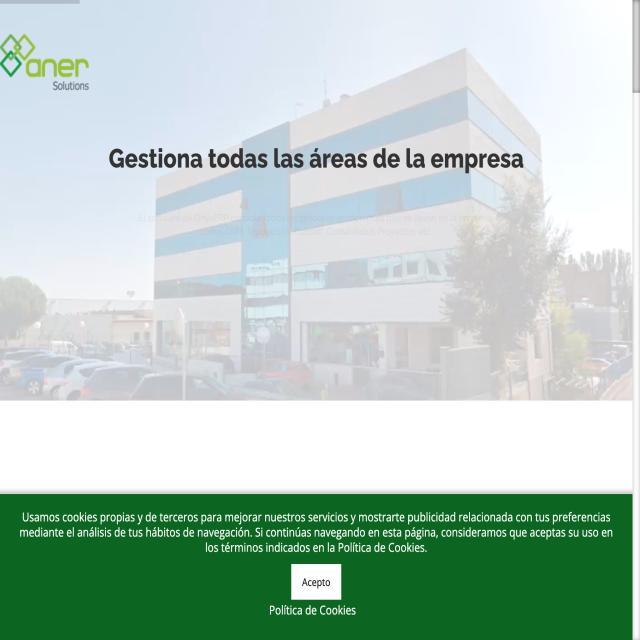 aner
Solutions
Gestiona todas las áreas de la empresa
Usamos cookies propias y de terceros para mejorar nuestros servicios y mostrarte publicidad relacionada con tus preferencias
mediante el análisis de tus hábitos de navegación. Si continúas navegando en esta página, consideramos que aceptas su uso en
los términos indicados en la Política de Cookies.
Acepto
Política de Cookies